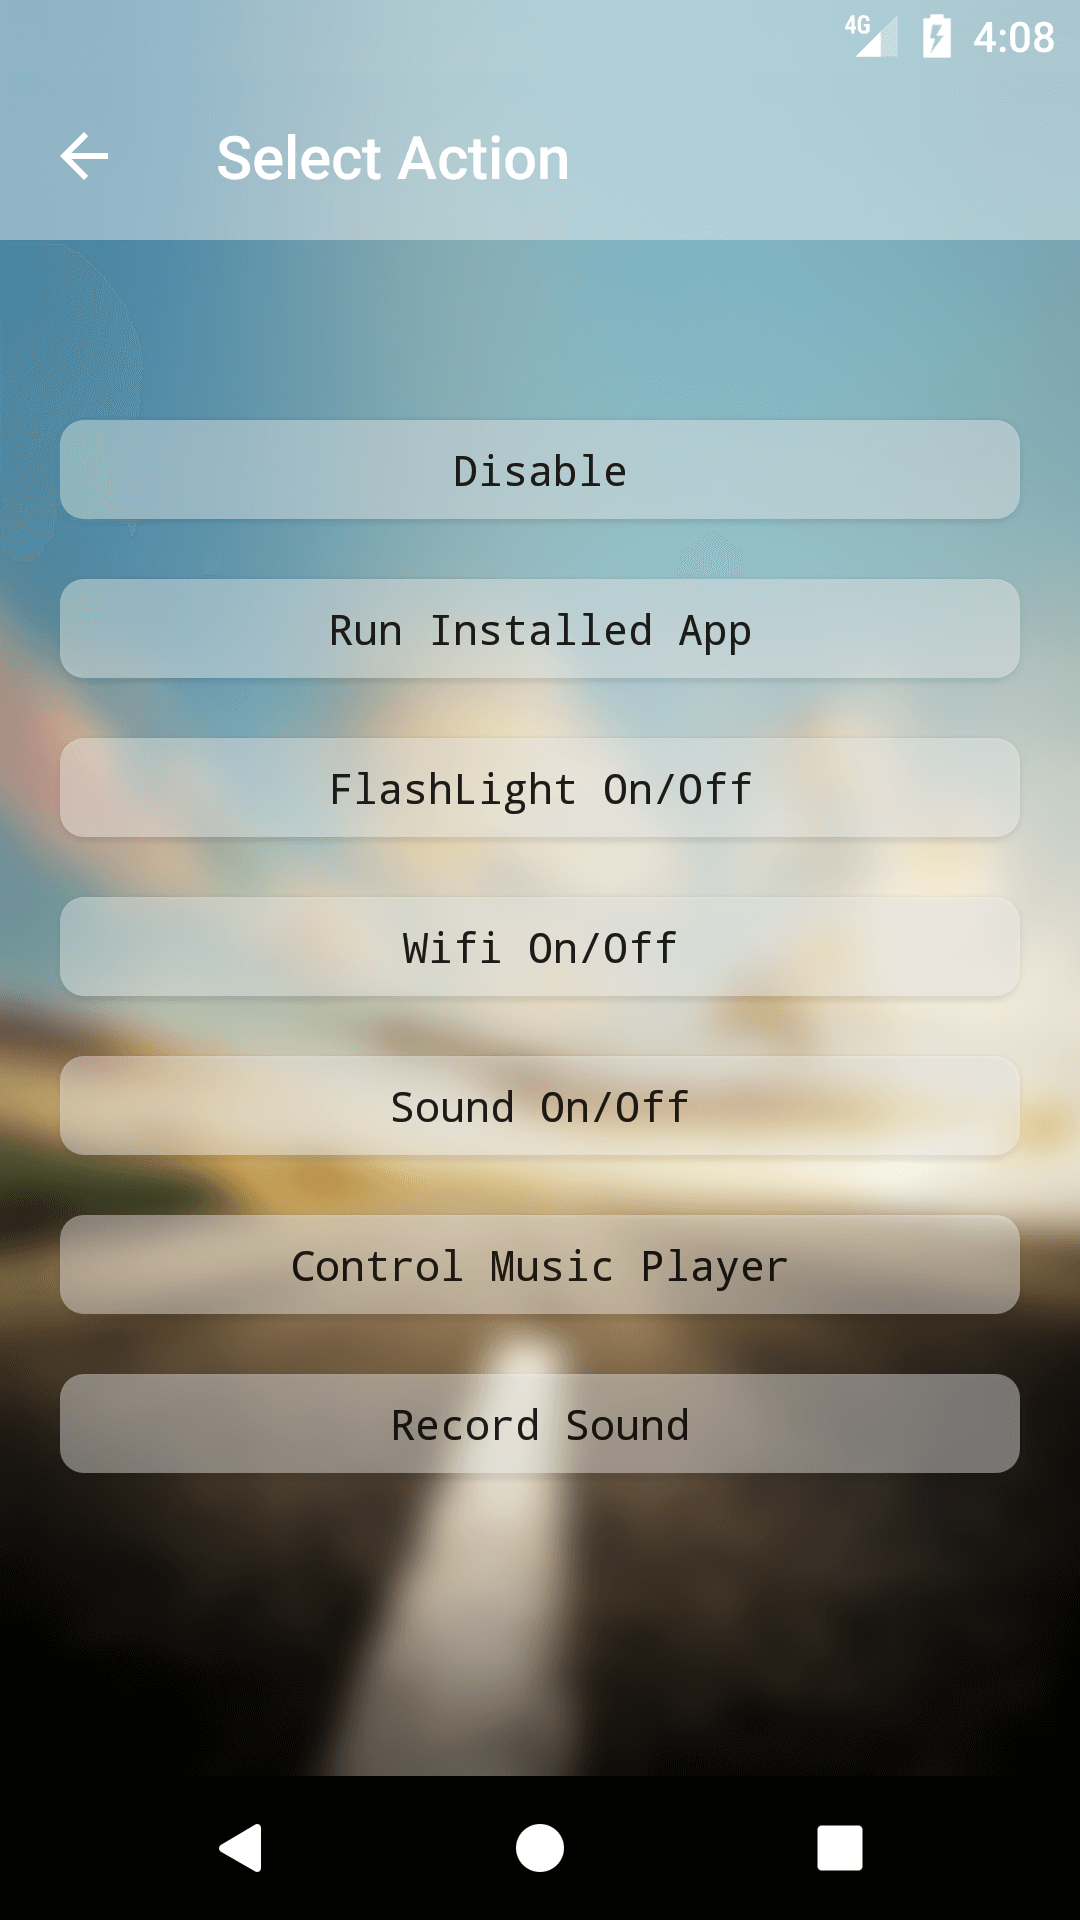 4G 4:08
Select Action
Disable
Run Installed App
FlashLight On/Off
Wifi On/Off
Sound On/Off
Control Music Player
Record Sound